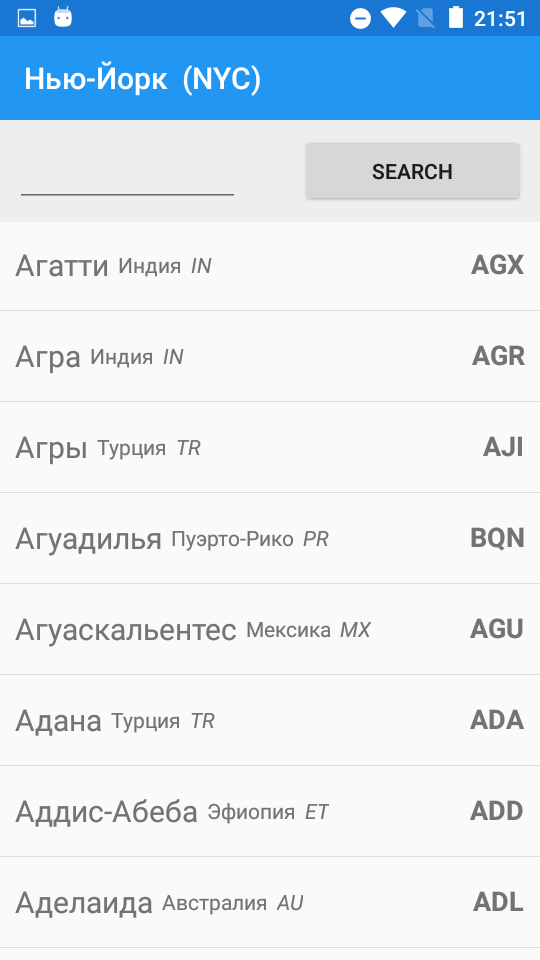 21:51
Нью-Йорк (NYC)
SEARCH
Агатти Индия IN AGX
Агра Индия IN AGR
Агры Турция TR AJI
Агуадилья Пуэрто-Рико PR BQN
Агуаскальентес Мексика MX AGU
Адана Турция TR ADA
Аддис-Абеба Эфиопия ET ADD
Аделаида Австралия AU ADL